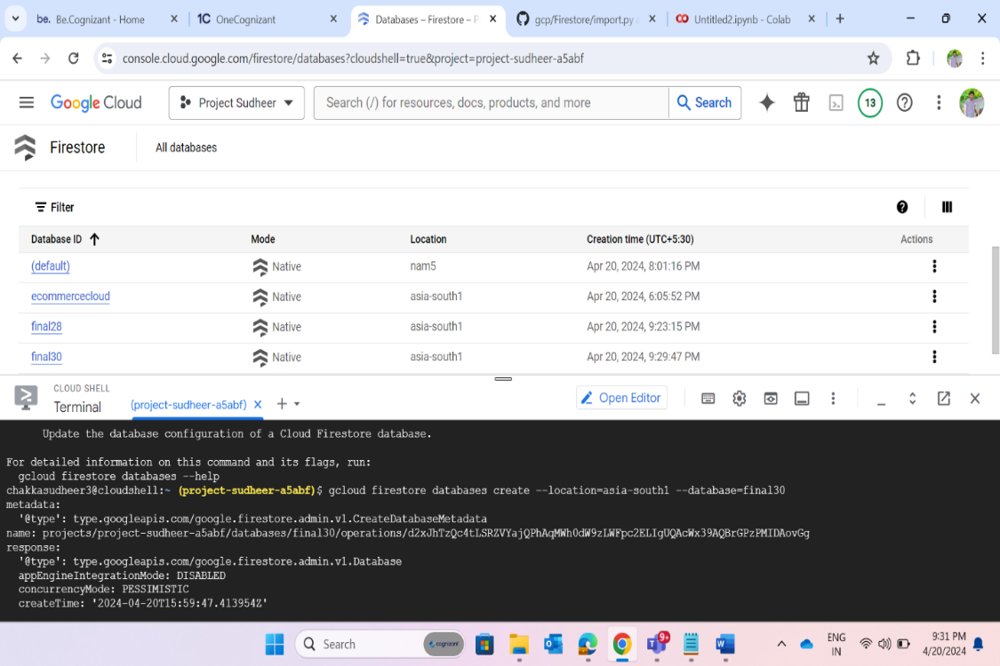 be. Be.Cognizant - Home
1C OneCognizant
Databases – Firestore – P
gcp/Firestore/import.py a
Untitled2.ipynb - Colab
console.cloud.google.com/firestore/databases?cloudshell=true&project=project-sudheer-a5abf
Google Cloud
Project Sudheer
Search (/) for resources, docs, products, and more
Search
13
Firestore
All databases
Filter
Database ID Mode Location Creation time (UTC+5:30) Actions
(default) Native nam5 Apr 20, 2024, 8:01:16 PM
ecommercecloud Native asia-south1 Apr 20, 2024, 6:05:52 PM
final28 Native asia-south1 Apr 20, 2024, 9:23:15 PM
final30 Native asia-south1 Apr 20, 2024, 9:29:47 PM
CLOUD SHELL
Terminal
(project-sudheer-a5abf)
Open Editor
Update the database configuration of a Cloud Firestore database.
For detailed information on this command and its flags, run:
gcloud firestore databases --help
chakkasudheer3@cloudshell:~ (project-sudheer-a5abf)$ gcloud firestore databases create --location=asia-south1 --database=final30
metadata:
'@type': type.googleapis.com/google.firestore.admin.v1.CreateDatabaseMetadata
name: projects/project-sudheer-a5abf/databases/final30/operations/d2xJhTzQc4tLSRZVYajQPhAqMWh0dW9zLWFpc2ELIgUQAcWx39AQBrGPzPMIDAovGg
response:
'@type': type.googleapis.com/google.firestore.admin.v1.Database
appEngineIntegrationMode: DISABLED
concurrencyMode: PESSIMISTIC
createTime: '2024-04-20T15:59:47.413954Z'
Search
cognizant
9+
ENG
IN
9:31 PM
4/20/2024